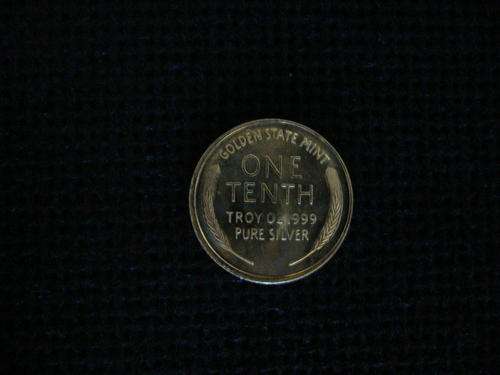 GOLDEN STATE MINT
ONE
TENTH
TROY OZ .999
PURE SILVER